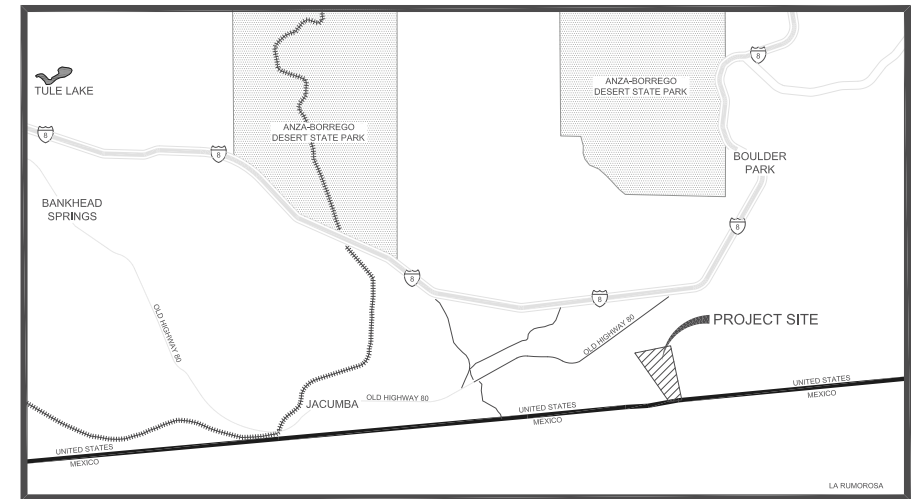 8
TULE LAKE
ANZA-BORREGO
DESERT STATE PARK
8
ANZA-BORREGO
DESERT STATE PARK
8
BOULDER
PARK
BANKHEAD
SPRINGS
8
8
8
OLD HIGHWAY 80
OLD HIGHWAY 80
PROJECT SITE
JACUMBA
OLD HIGHWAY 80
UNITED STATES
MEXICO
UNITED STATES
MEXICO
UNITED STATES
MEXICO
LA RUMOROSA